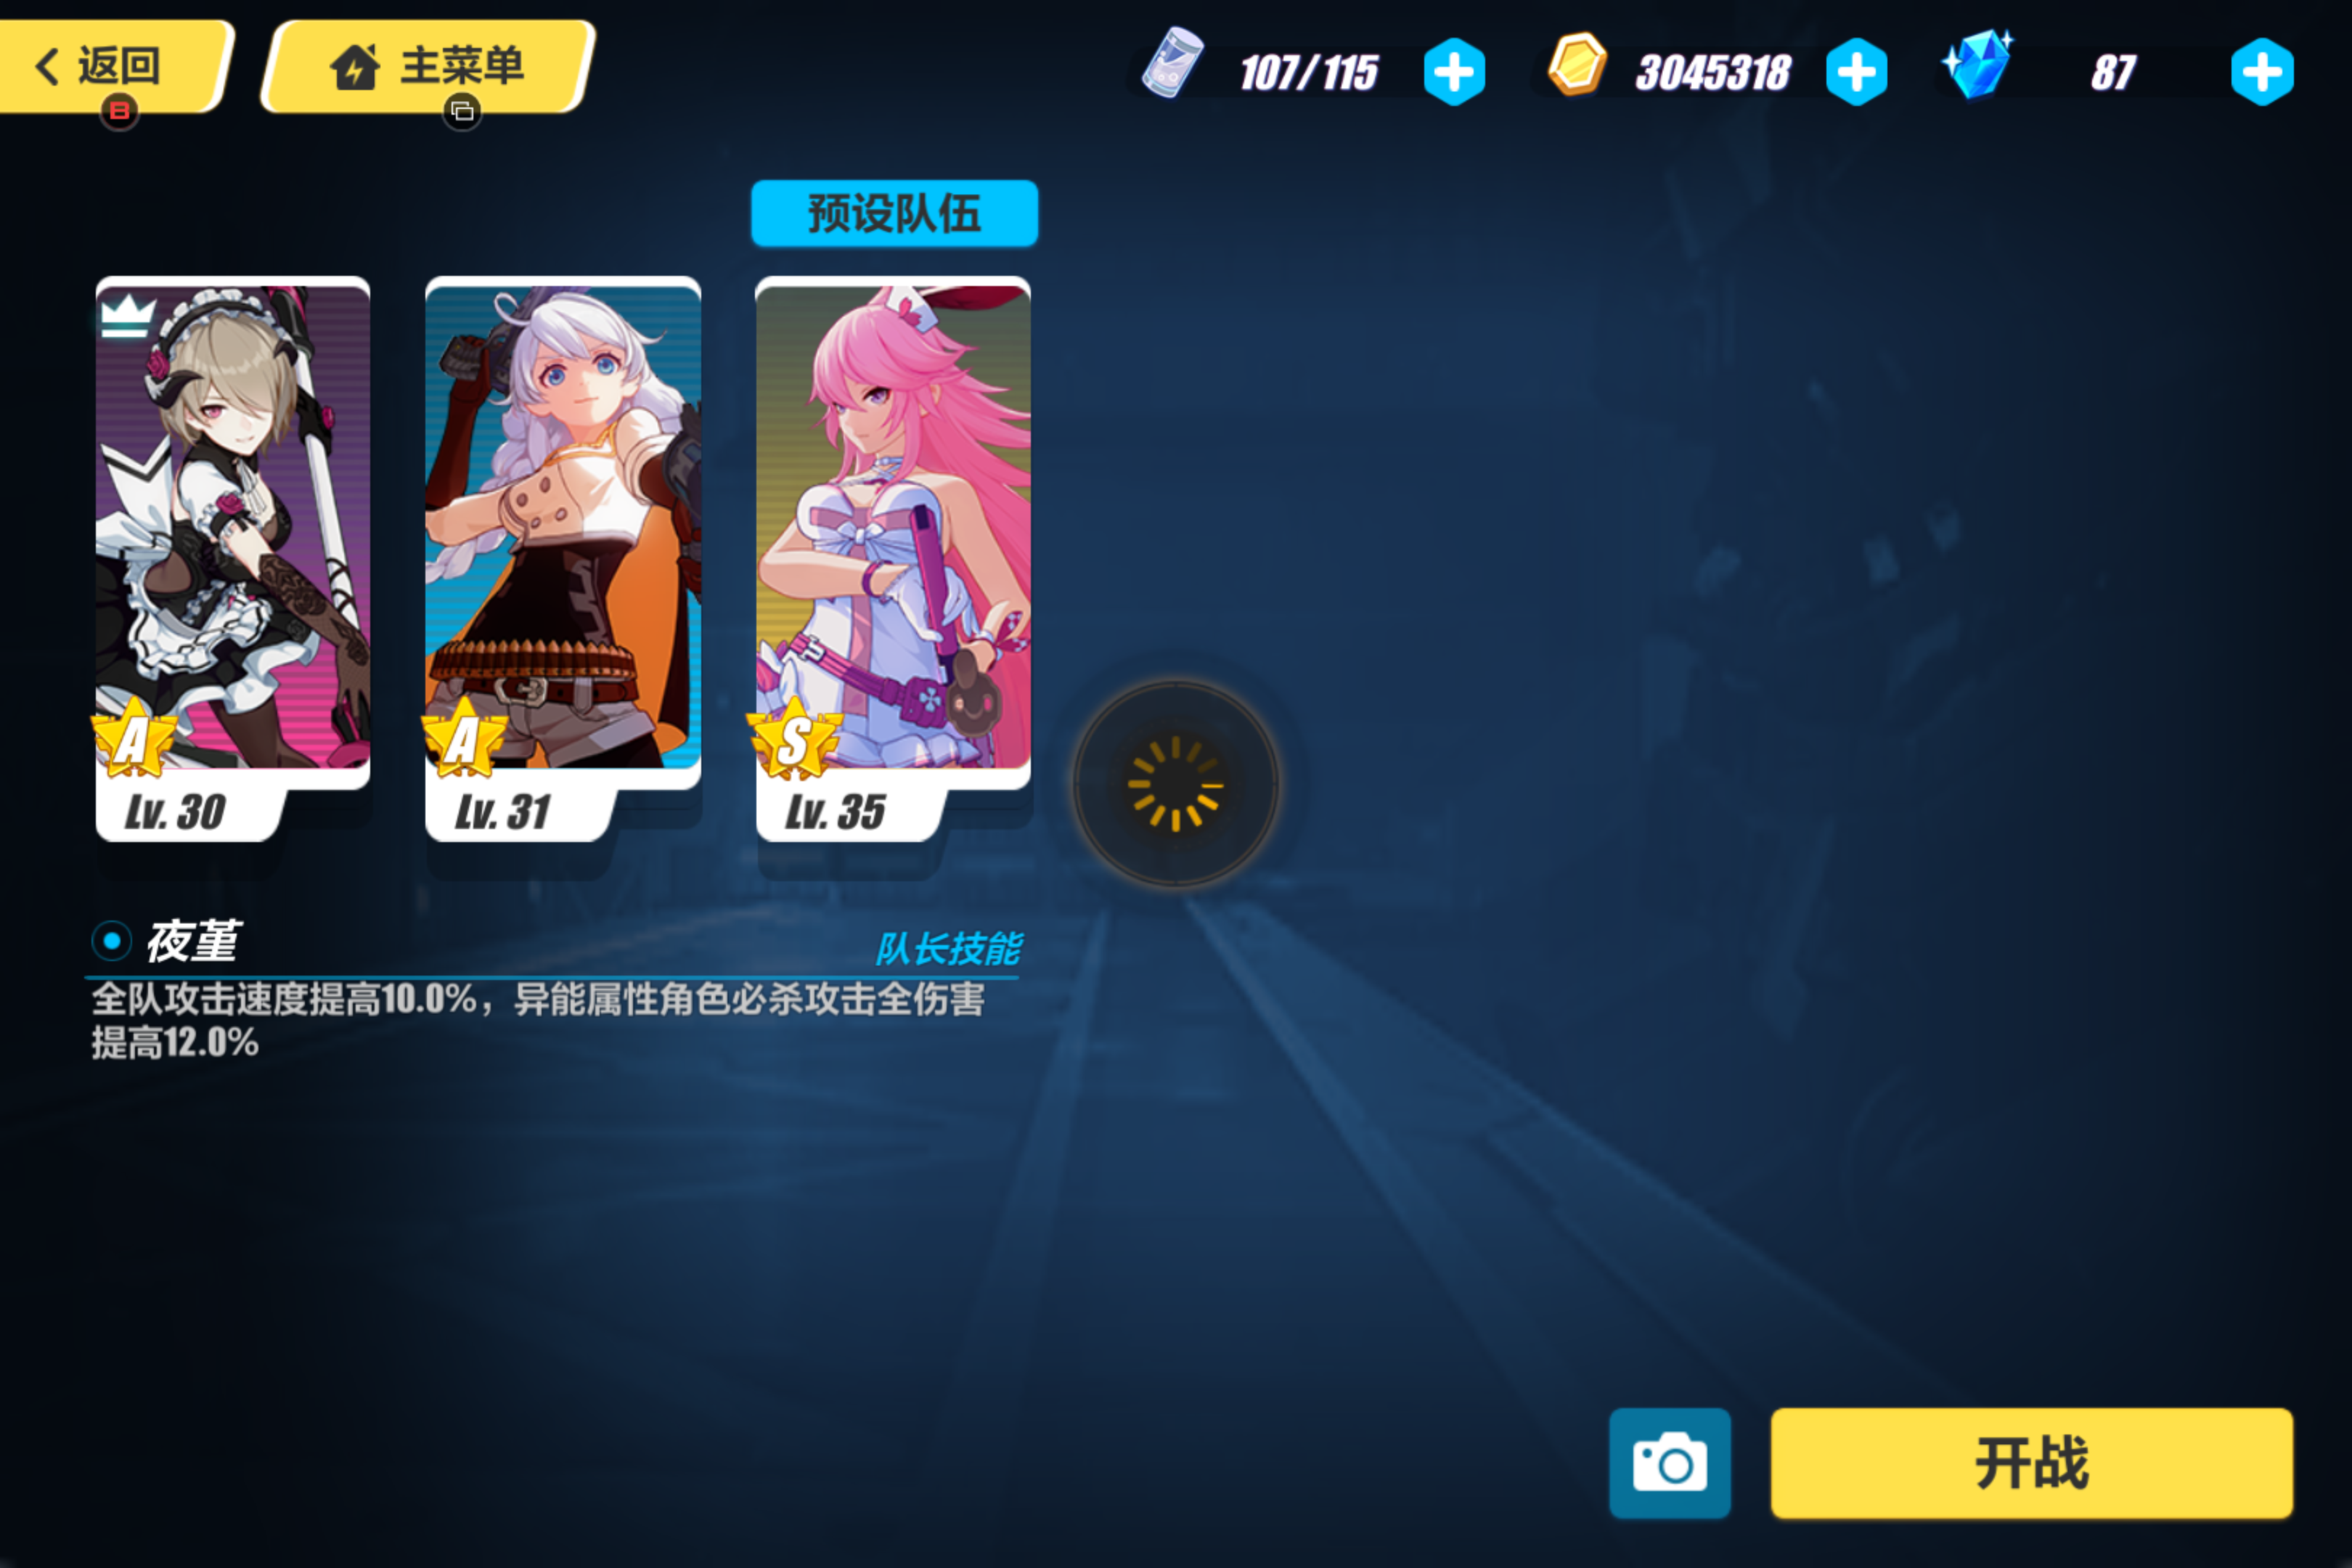 返回
B
主菜单
107/115
3045318
87
预设队伍
A
Lv. 30
A
Lv. 31
S
Lv. 35
夜堇
队长技能
全队攻击速度提高10.0%，异能属性角色必杀攻击全伤害
提高12.0%
开战